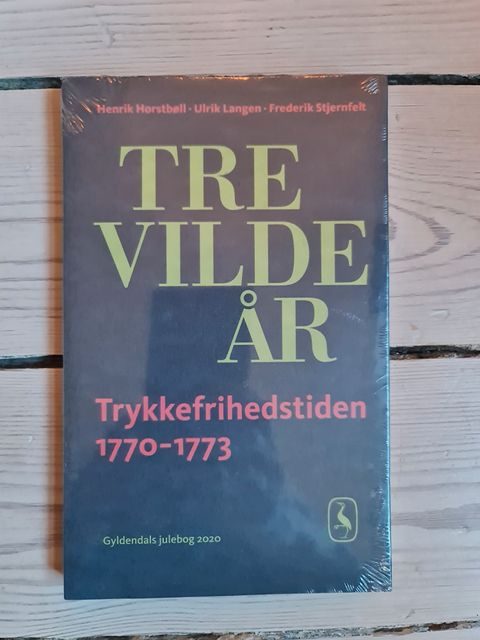 Henrik Horstbøll · Ulrik Langen · Frederik Stjernfelt
TRE
VILDE
ÅR
Trykkefrihedstiden
1770-1773
Gyldendals julebog 2020